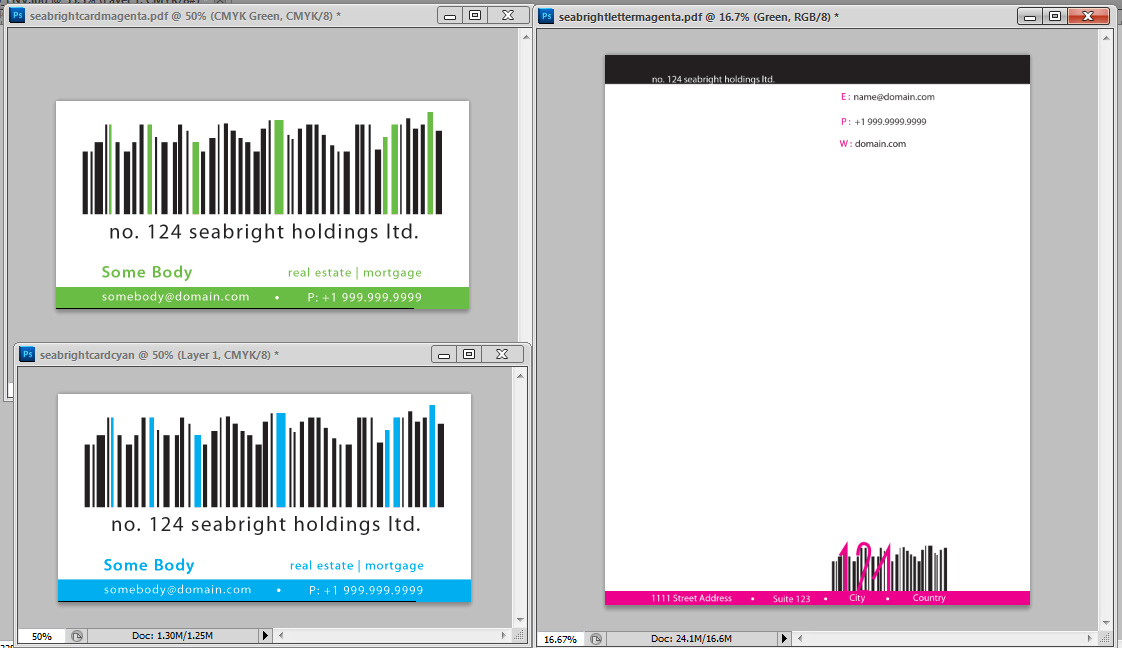 Ps seabrightcardmagenta.pdf @ 50% (CMYK Green, CMYK/8) *
no. 124 seabright holdings ltd.
Some Body
real estate | mortgage
somebody@domain.com • P: +1 999.999.9999
Ps seabrightcardcyan @ 50% (Layer 1, CMYK/8) *
no. 124 seabright holdings ltd.
Some Body
real estate | mortgage
somebody@domain.com • P: +1 999.999.9999
50%
Doc: 1.30M/1.25M
Ps seabrightlettermagenta.pdf @ 16.7% (Green, RGB/8) *
no. 124 seabright holdings ltd.
E : name@domain.com
P : +1 999.9999.9999
W : domain.com
124
1111 Street Address • Suite 123 • City • Country
16.67%
Doc: 24.1M/16.6M